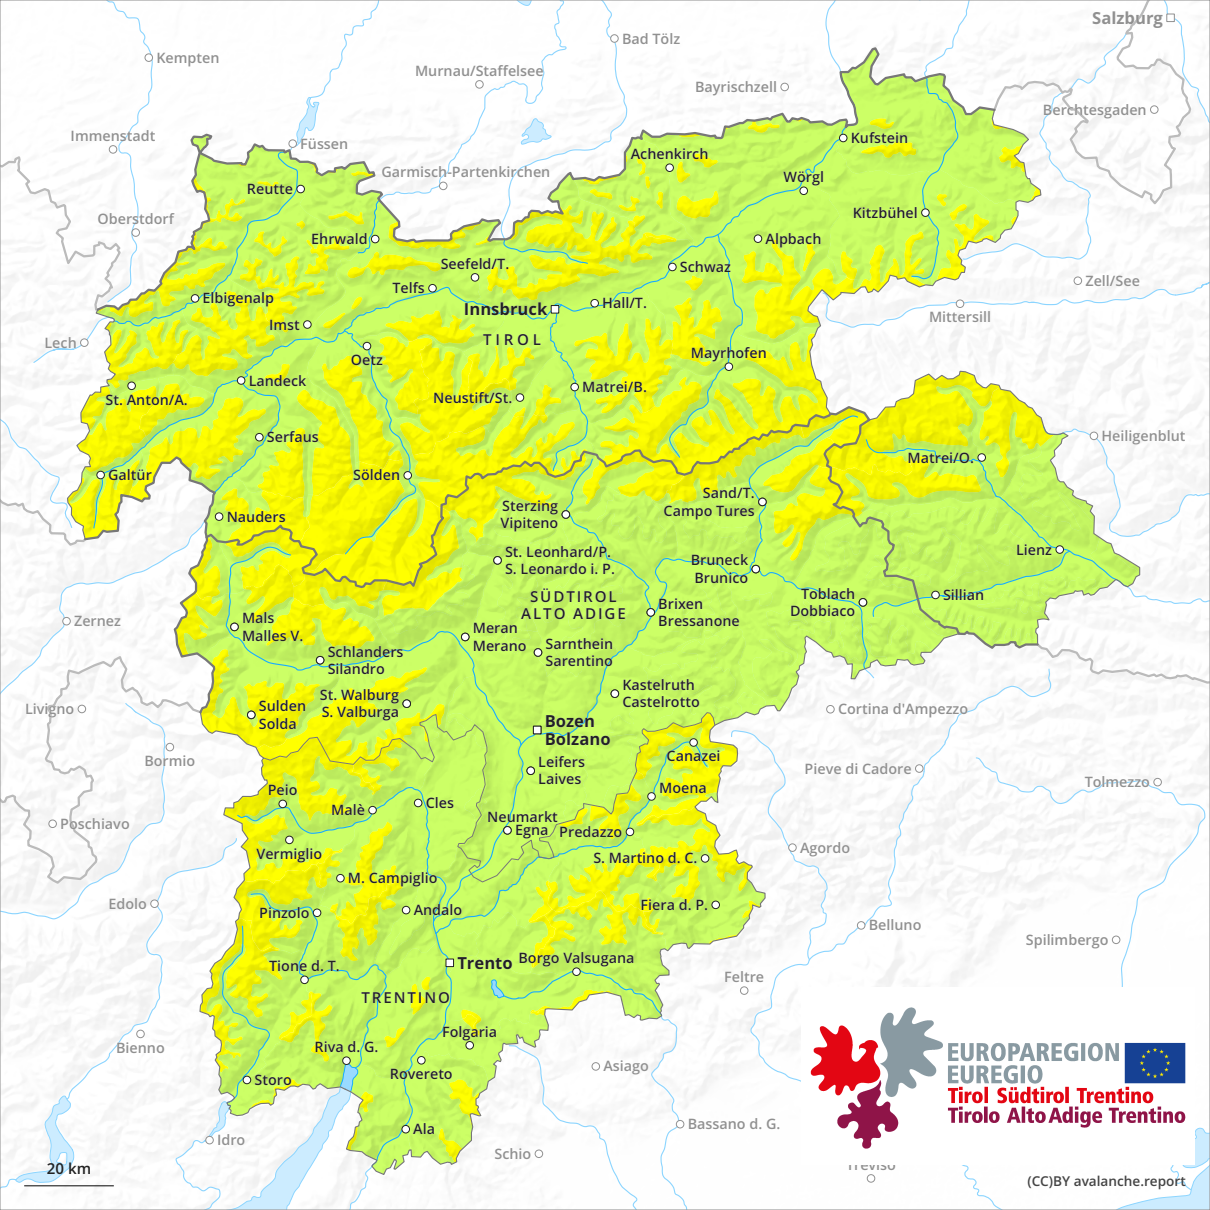 Salzburg
Bad Tölz
Kempten
Murnau/Staffelsee
Bayrischzell
Berchtesgaden
Immenstadt
Füssen
Kufstein
Achenkirch
Garmisch-Partenkirchen
Wörgl
Reutte
Oberstdorf
Kitzbühel
Ehrwald
Alpbach
Seefeld/T.
Schwaz
Zell/See
Telfs
Elbigenalp
Hall/T.
Innsbruck
Mittersill
Imst
TIROL
Lech
Oetz
Mayrhofen
Landeck
Matrei/B.
St. Anton/A.
Neustift/St.
Serfaus
Heiligenblut
Matrei/O.
Galtür
Sölden
Sand/T.
Campo Tures
Sterzing
Vipiteno
Nauders
Lienz
St. Leonhard/P.
S. Leonardo i. P.
Bruneck
Brunico
SÜDTIROL
ALTO ADIGE
Toblach
Dobbiaco
Sillian
Brixen
Bressanone
Zernez
Mals
Malles V.
Meran
Merano
Sarnthein
Sarentino
Schlanders
Silandro
Kastelruth
Castelrotto
St. Walburg
S. Valburga
Sulden
Solda
Livigno
Cortina d'Ampezzo
Bozen
Bolzano
Canazei
Bormio
Leifers
Laives
Pieve di Cadore
Tolmezzo
Peio
Moena
Malè
Cles
Neumarkt
Egna
Predazzo
Poschiavo
Vermiglio
S. Martino d. C.
Agordo
M. Campiglio
Edolo
Pinzolo
Andalo
Fiera d. P.
Belluno
Spilimbergo
Trento
Borgo Valsugana
Tione d. T.
Feltre
TRENTINO
Folgaria
Bienno
Riva d. G.
Asiago
Rovereto
Storo
EUROPAREGION
EUREGIO
Tirol Südtirol Trentino
Tirolo Alto Adige Trentino
Ala
Bassano d. G.
Idro
Schio
Treviso
20 km
(CC)BY avalanche.report